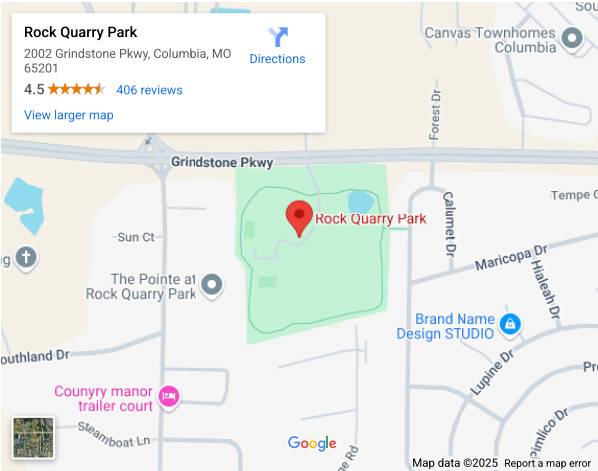 Rock Quarry Park
2002 Grindstone Pkwy, Columbia, MO
65201
4.5
406 reviews
View larger map
Directions
Canvas Townhomes
Columbia
Forest Dr
Grindstone Pkwy
Rock Quarry Park
Calumet Dr
Tempe
Maricopa Dr
Hialeah Dr
Sun Ct
The Pointe at
Rock Quarry Park
Brand Name
Design STUDIO
Lupine Dr
outhland Dr
Counyry manor
trailer court
Steamboat Ln
Google
ne Rd
imlico Dr
Map data ©2025
Report a map error